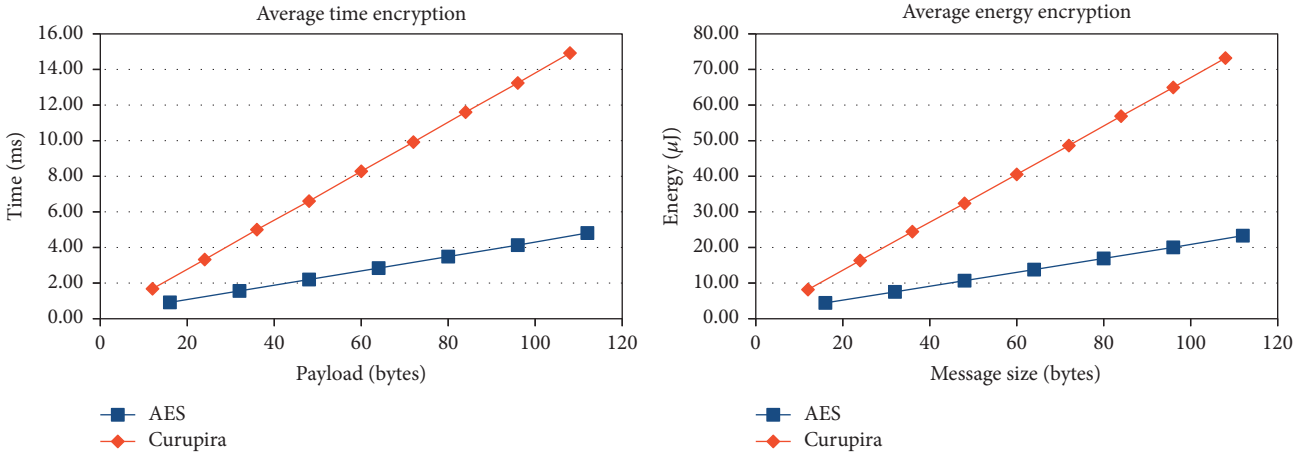 Average time encryption
16.00
14.00
12.00
10.00
8.00
6.00
4.00
2.00
0.00
Time (ms)
0 20 40 60 80 100 120
Payload (bytes)
AES
Curupira
Average energy encryption
80.00
70.00
60.00
50.00
40.00
30.00
20.00
10.00
0.00
Energy (μJ)
0 20 40 60 80 100 120
Message size (bytes)
AES
Curupira